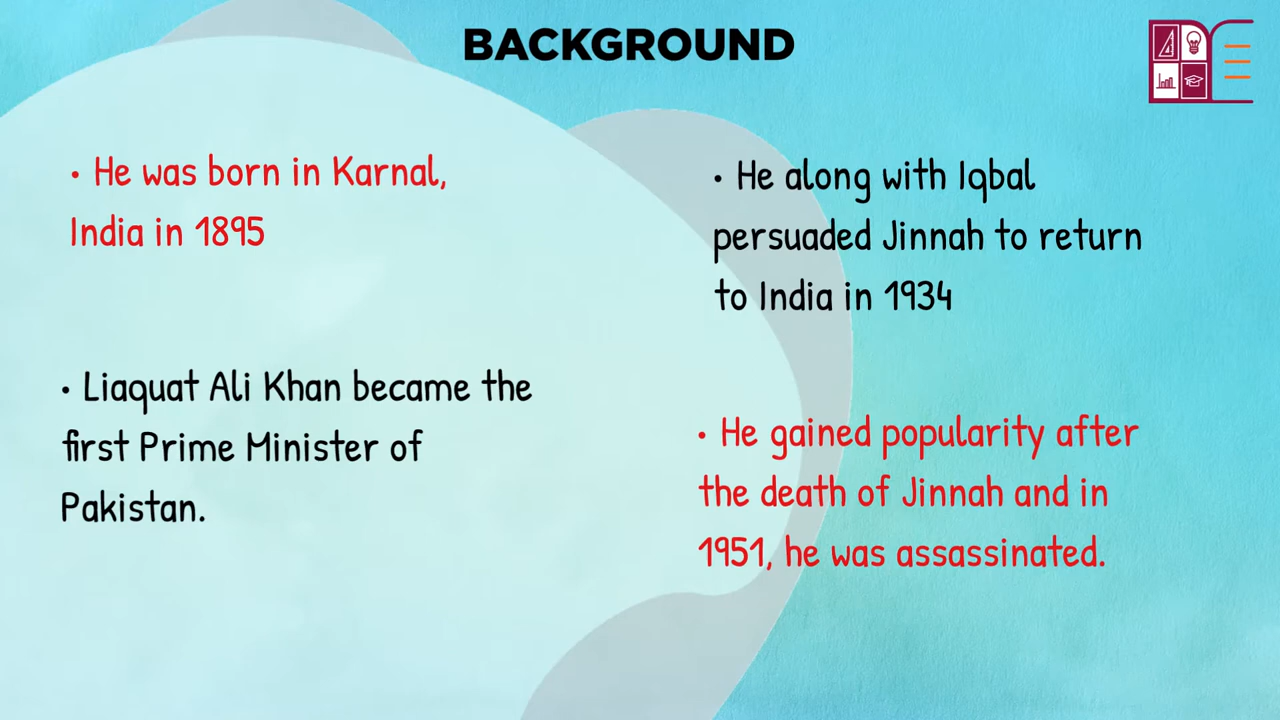 BACKGROUND
• He was born in Karnal,
India in 1895
• Liaquat Ali Khan became the
first Prime Minister of
Pakistan.
• He along with Iqbal
persuaded Jinnah to return
to India in 1934
• He gained popularity after
the death of Jinnah and in
1951, he was assassinated.